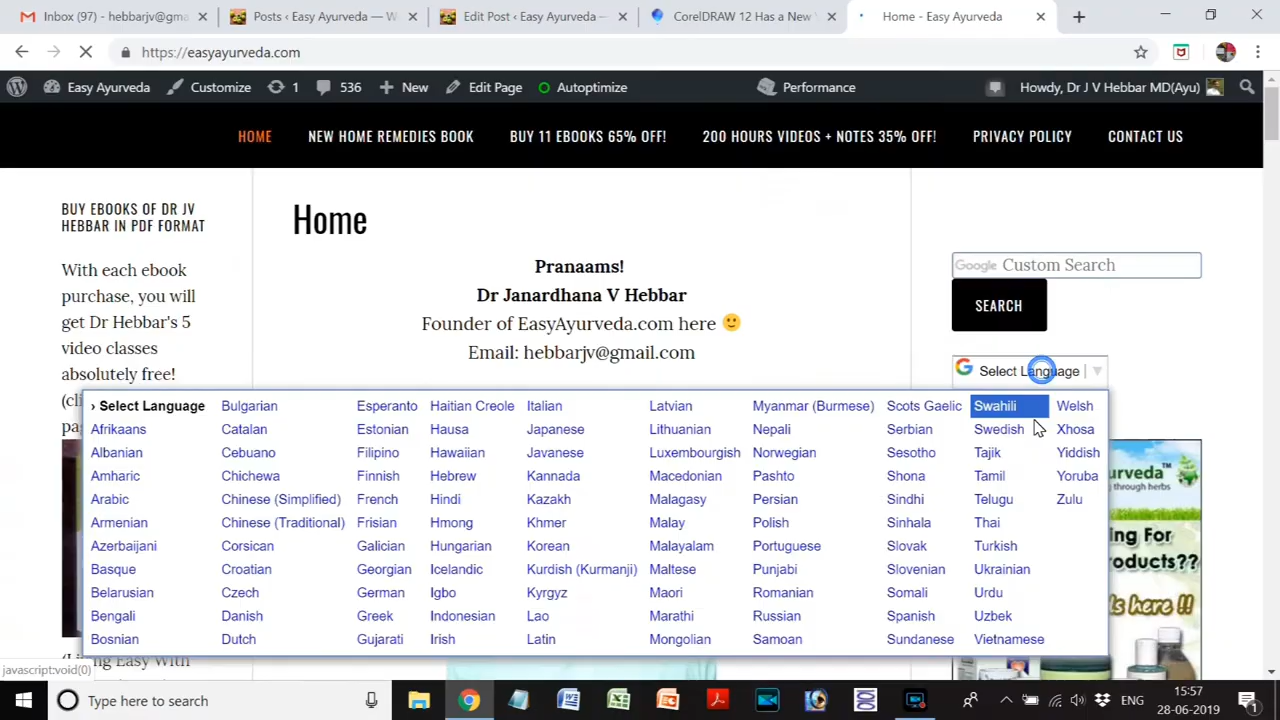 Inbox (97) - hebbarjv@gma
Posts ‹ Easy Ayurveda — W
Edit Post ‹ Easy Ayurveda —
CorelDRAW 12 Has a New
Home - Easy Ayurveda
https://easyayurveda.com
Easy Ayurveda
Customize
1
536
New
Edit Page
Autoptimize
Performance
Howdy, Dr J V Hebbar MD(Ayu)
HOME
NEW HOME REMEDIES BOOK
BUY 11 EBOOKS 65% OFF!
200 HOURS VIDEOS + NOTES 35% OFF!
PRIVACY POLICY
CONTACT US
BUY EBOOKS OF DR JV
HEBBAR IN PDF FORMAT
With each ebook
purchase, you will
get Dr Hebbar's 5
video classes
absolutely free!
Home
Pranaams!
Dr Janardhana V Hebbar
Founder of EasyAyurveda.com here 🙂
Email: hebbarjv@gmail.com
Google Custom Search
SEARCH
Select Language
› Select Language
Afrikaans
Albanian
Amharic
Arabic
Armenian
Azerbaijani
Basque
Belarusian
Bengali
Bosnian
Bulgarian
Catalan
Cebuano
Chichewa
Chinese (Simplified)
Chinese (Traditional)
Corsican
Croatian
Czech
Danish
Dutch
Esperanto
Estonian
Filipino
Finnish
French
Frisian
Galician
Georgian
German
Greek
Gujarati
Haitian Creole
Hausa
Hawaiian
Hebrew
Hindi
Hmong
Hungarian
Icelandic
Igbo
Indonesian
Irish
Italian
Japanese
Javanese
Kannada
Kazakh
Khmer
Korean
Kurdish (Kurmanji)
Kyrgyz
Lao
Latin
Latvian
Lithuanian
Luxembourgish
Macedonian
Malagasy
Malay
Malayalam
Maltese
Maori
Marathi
Mongolian
Myanmar (Burmese)
Nepali
Norwegian
Pashto
Persian
Polish
Portuguese
Punjabi
Romanian
Russian
Samoan
Scots Gaelic
Serbian
Sesotho
Shona
Sindhi
Sinhala
Slovak
Slovenian
Somali
Spanish
Sundanese
Swahili
Swedish
Tajik
Tamil
Telugu
Thai
Turkish
Ukrainian
Urdu
Uzbek
Vietnamese
Welsh
Xhosa
Yiddish
Yoruba
Zulu
through herbs
ing For
oducts??
s here !!
javascript:void(0)
(Living Easy With
Type here to search
ENG
15:57
28-06-2019
1